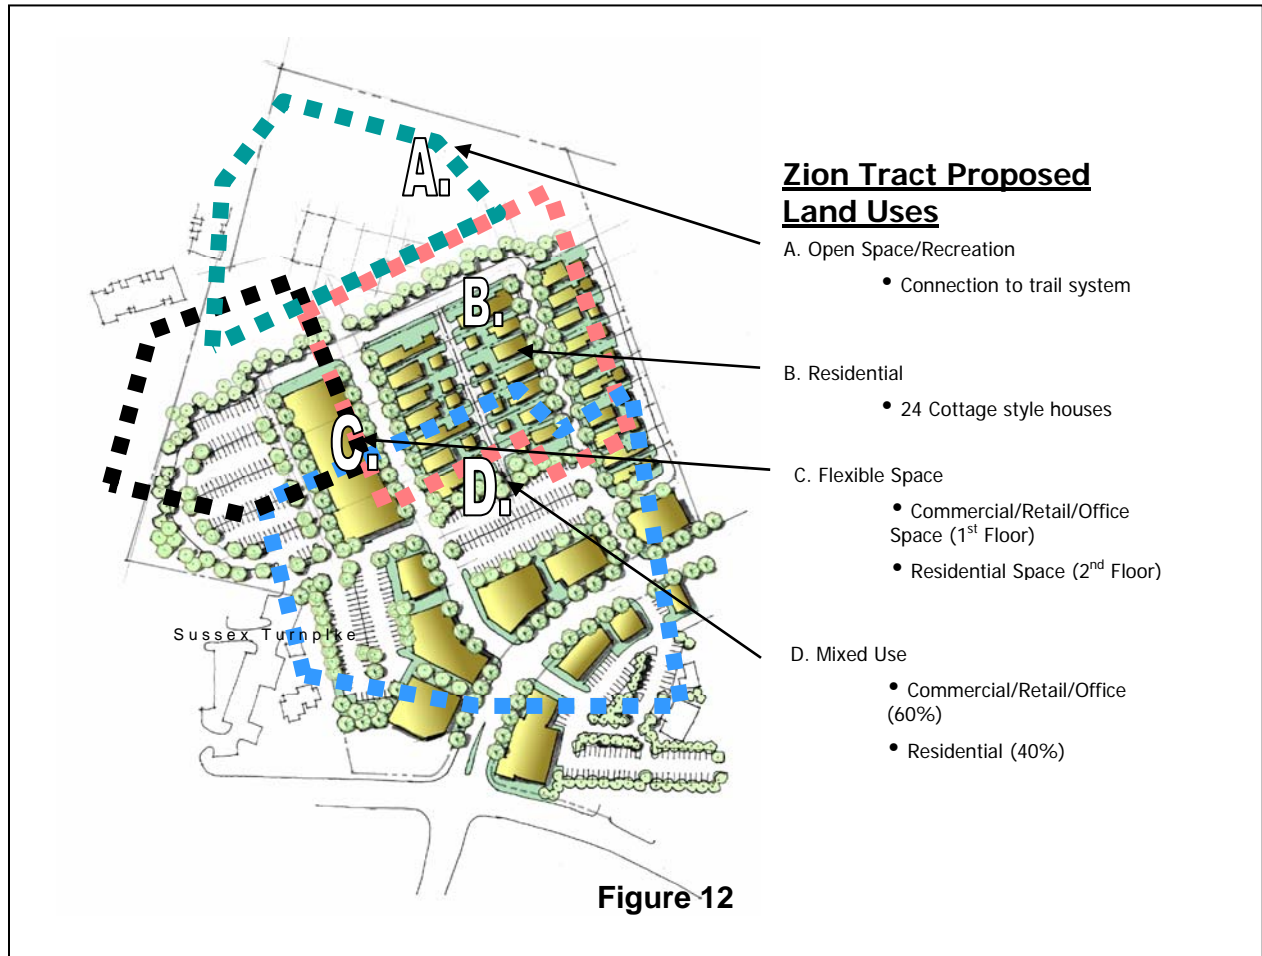 Zion Tract Proposed
Land Uses
A.
A. Open Space/Recreation
• Connection to trail system
B.
B. Residential
• 24 Cottage style houses
C.
C. Flexible Space
• Commercial/Retail/Office
Space (1st Floor)
• Residential Space (2nd Floor)
D.
Sussex Turnpike
D. Mixed Use
• Commercial/Retail/Office
(60%)
• Residential (40%)
Figure 12